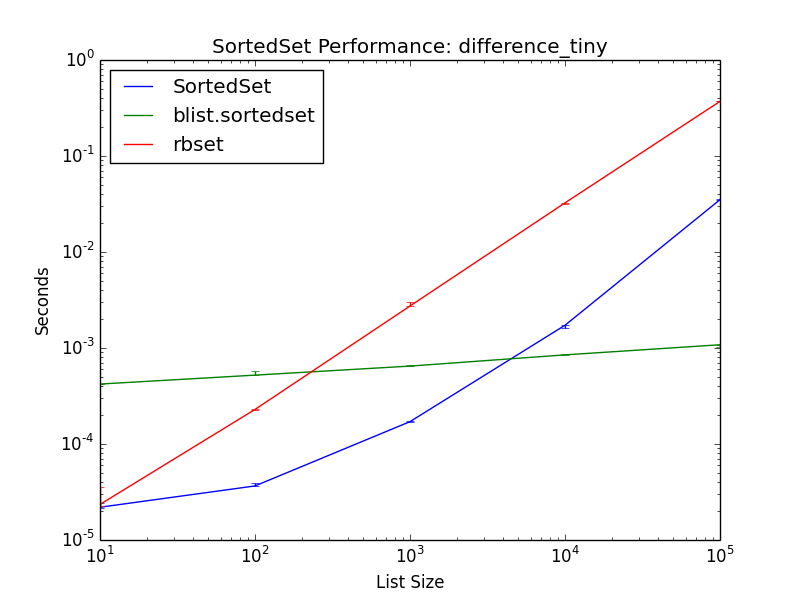 SortedSet Performance: difference_tiny
SortedSet
blist.sortedset
rbset
Seconds
10^0
10^-1
10^-2
10^-3
10^-4
10^-5
10^1 10^2 10^3 10^4 10^5
List Size